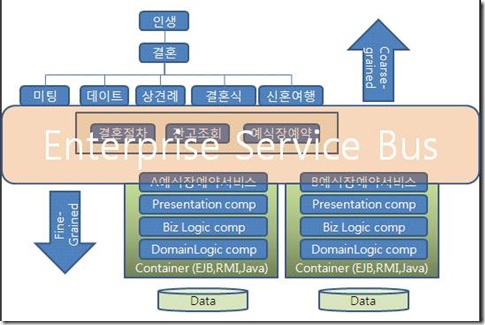 인생
결혼
Coarse-
grained
미팅
데이트
상견례
결혼식
신혼여행
결혼절차
참고조회
예식장예약
Enterprise Service Bus
A예식장예약서비스
B예식장예약서비스
Fine-
Grained
Presentation comp
Presentation comp
Biz Logic comp
Biz Logic comp
DomainLogic comp
DomainLogic comp
Container (EJB,RMI,Java)
Container (EJB,RMI,Java)
Data
Data